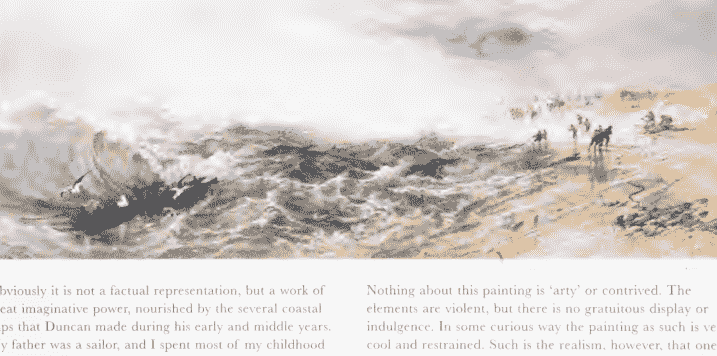 bviously it is not a factual representation, but a work of
eat imaginative power, nourished by the several coastal
ps that Duncan made during his early and middle years.
y father was a sailor, and I spent most of my childhood
Nothing about this painting is ‘arty’ or contrived. The
elements are violent, but there is no gratuitous display or
indulgence. In some curious way the painting as such is ve
cool and restrained. Such is the realism, however, that one